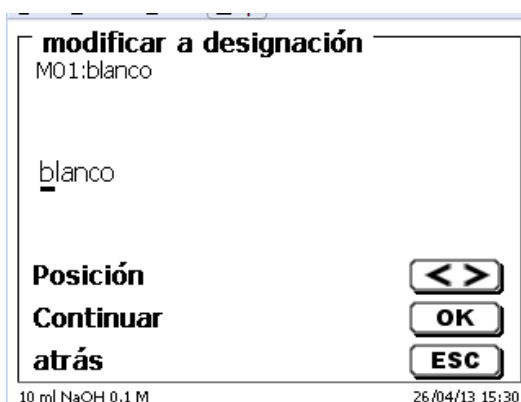 modificar a designación
M01:blanco
blanco
Posición < >
Continuar OK
atrás ESC
10 ml NaOH 0.1 M 26/04/13 15:30